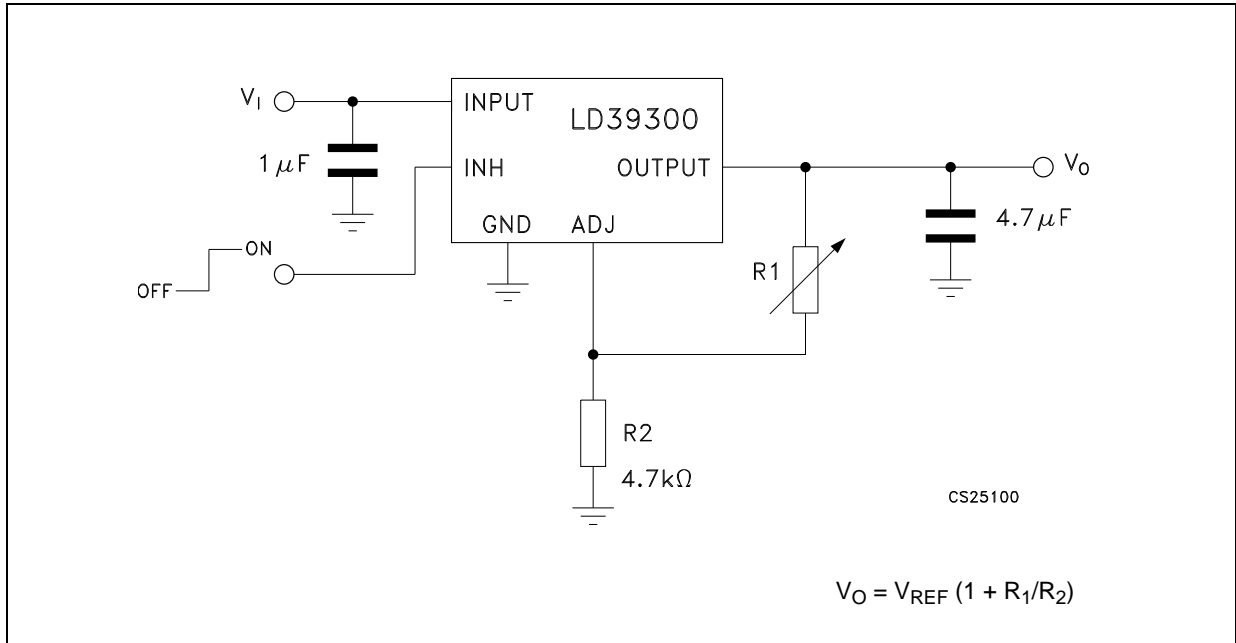 V_I
INPUT
LD39300
1 μF
INH
OUTPUT
V_O
GND
ADJ
4.7μF
ON
OFF
R1
R2
4.7kΩ
CS25100
V_O = V_REF (1 + R_1/R_2)